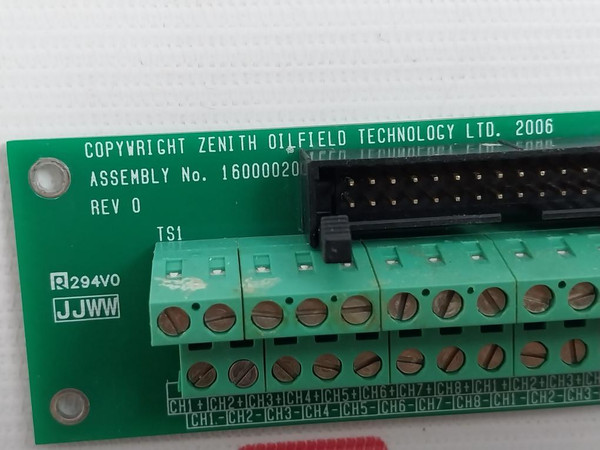 COPYWRIGHT ZENITH OILFIELD TECHNOLOGY LTD. 2006
ASSEMBLY No. 16000020
REV 0
TS1
R294V0
JJWW
CH1+ CH2+ CH3+ CH4+ CH5+ CH6+ CH7+ CH8+ CH1+ CH2+ CH3+
CH1- CH2- CH3- CH4- CH5- CH6- CH7- CH8- CH1- CH2- CH3-